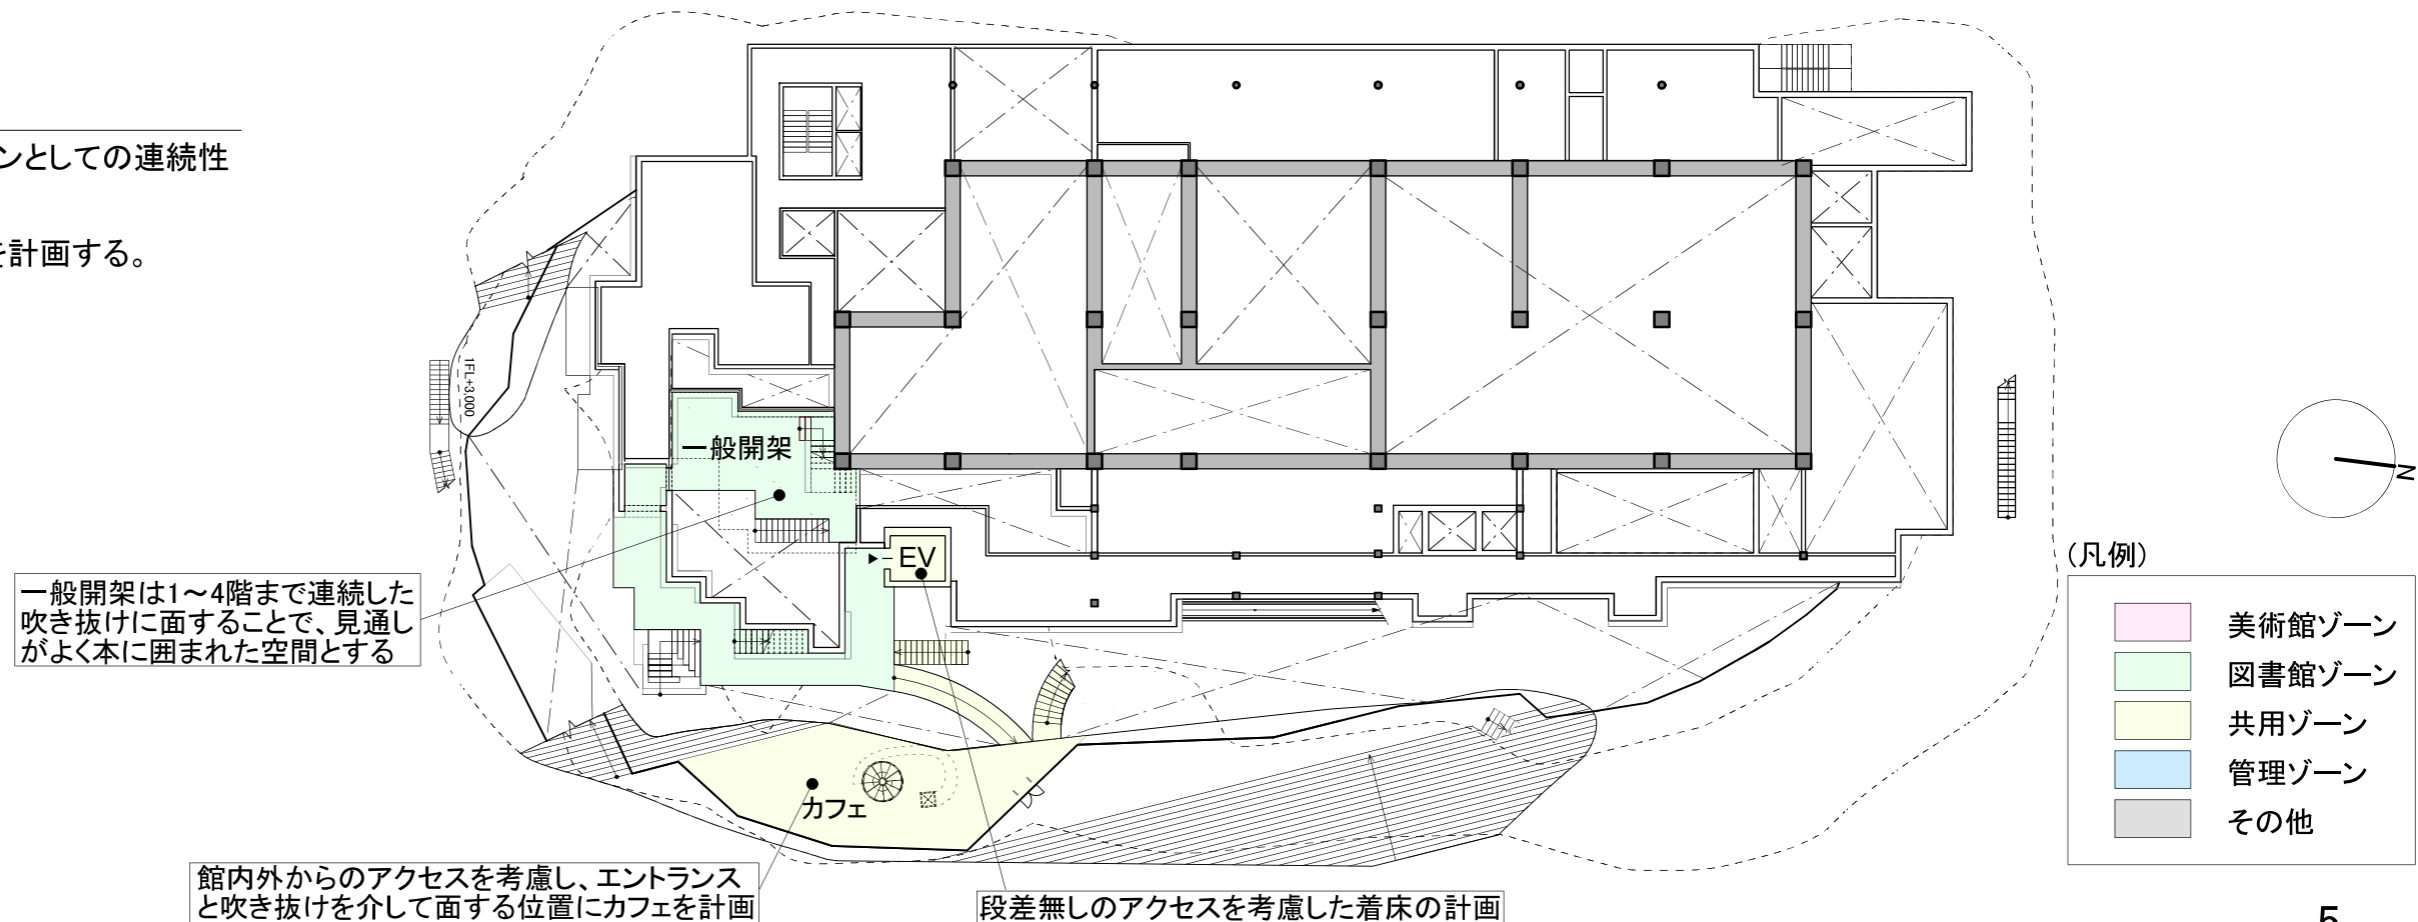 ンとしての連続性
を計画する。
1FL+3,000
一般開架
EV
カフェ
一般開架は1～4階まで連続した
吹き抜けに面することで、見通し
がよく本に囲まれた空間とする
館内外からのアクセスを考慮し、エントランス
と吹き抜けを介して面する位置にカフェを計画
段差無しのアクセスを考慮した着床の計画
N
(凡例)
美術館ゾーン
図書館ゾーン
共用ゾーン
管理ゾーン
その他
5